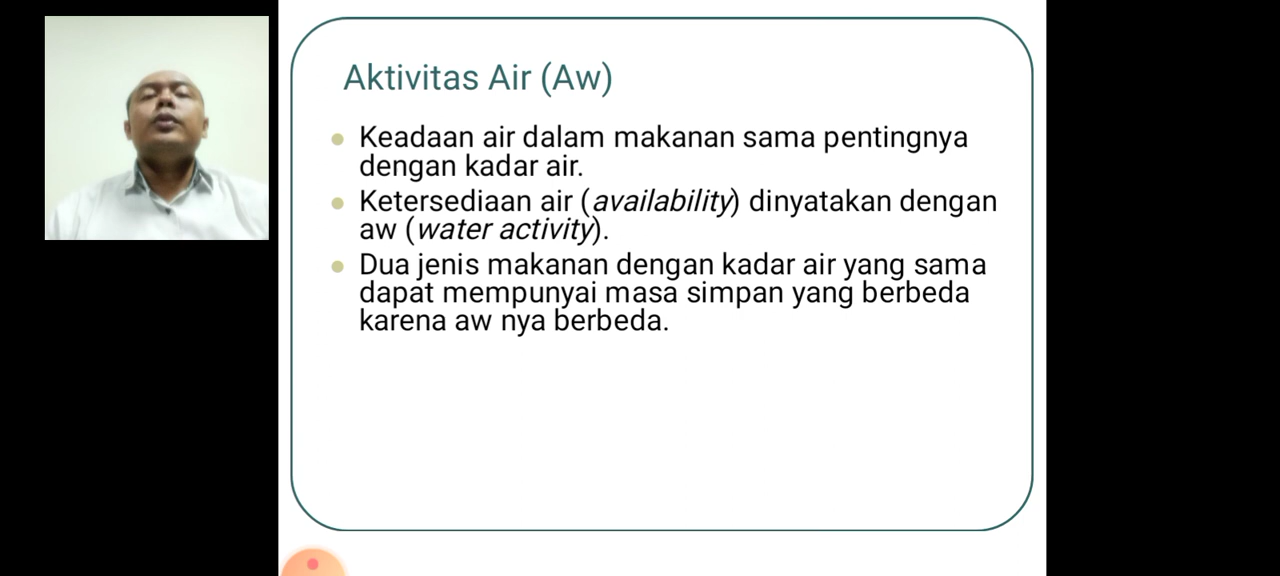 Aktivitas Air (Aw)
Keadaan air dalam makanan sama pentingnya
dengan kadar air.
Ketersediaan air (availability) dinyatakan dengan
aw (water activity).
Dua jenis makanan dengan kadar air yang sama
dapat mempunyai masa simpan yang berbeda
karena aw nya berbeda.